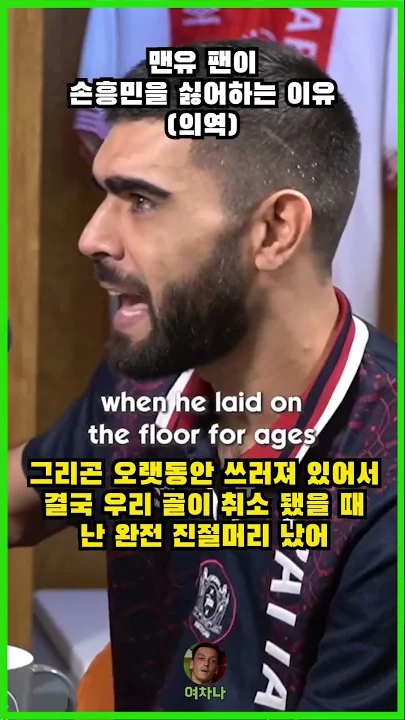 맨유 팬이
손흥민을 싫어하는 이유
(의역)
when he laid on
the floor for ages
그리곤 오랫동안 쓰러져 있어서
결국 우리 골이 취소 됐을 때
난 완전 진절머리 났어
여차나